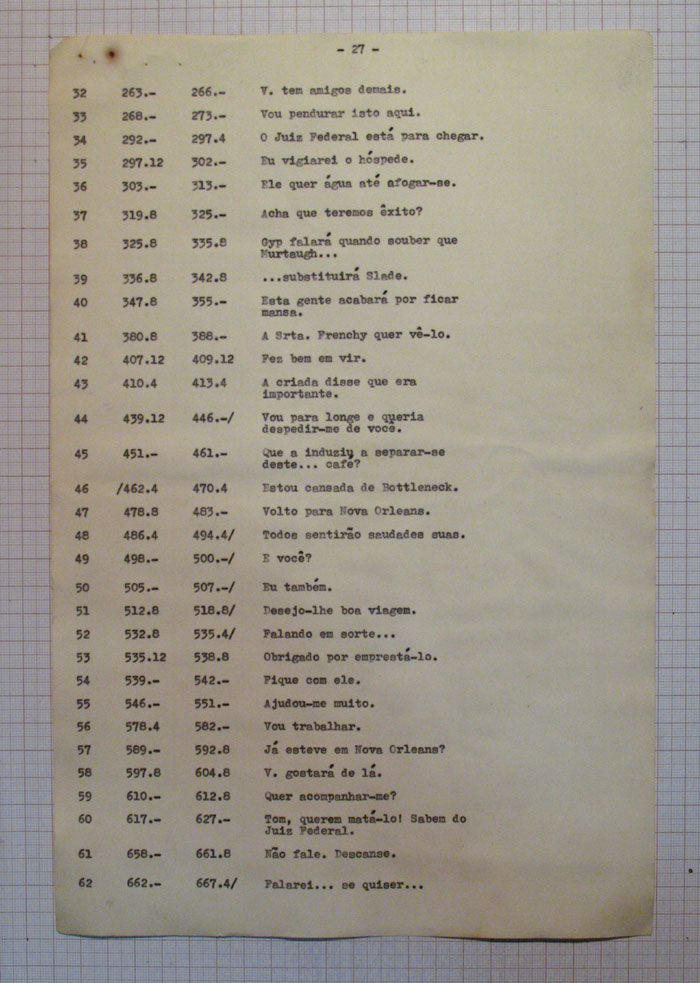 - 27 -
32 263.- 266.- V. tem amigos demais.
33 268.- 273.- Vou pendurar isto aqui.
34 292.- 297.4 O Juiz Federal está para chegar.
35 297.12 302.- Eu vigiarei o hóspede.
36 303.- 313.- Ele quer água até afogar-se.
37 319.8 325.- Acha que teremos êxito?
38 325.8 335.8 Gyp falará quando souber que
Murtaugh...
39 336.8 342.8 ...substituirá Slade.
40 347.8 355.- Esta gente acabará por ficar
mansa.
41 380.8 388.- A Srta. Frenchy quer vê-lo.
42 407.12 409.12 Fez bem em vir.
43 410.4 413.4 A criada disse que era
importante.
44 439.12 446.-/ Vou para longe e queria
despedir-me de você.
45 451.- 461.- Que a induziu a separar-se
deste... café?
46 /462.4 470.4 Estou cansada de Bottleneck.
47 478.8 483.- Volto para Nova Orleans.
48 486.4 494.4/ Todos sentirão saudades suas.
49 498.- 500.-/ E você?
50 505.- 507.-/ Eu também.
51 512.8 518.8/ Desejo-lhe boa viagem.
52 532.8 535.4/ Falando em sorte...
53 535.12 538.8 Obrigado por emprestá-lo.
54 539.- 542.- Fique com ele.
55 546.- 551.- Ajudou-me muito.
56 578.4 582.- Vou trabalhar.
57 589.- 592.8 Já esteve em Nova Orleans?
58 597.8 604.8 V. gostará de lá.
59 610.- 612.8 Quer acompanhar-me?
60 617.- 627.- Tom, querem matá-lo! Sabem do
Juiz Federal.
61 658.- 661.8 Não fale. Descanse.
62 662.- 667.4/ Falarei... se quiser...